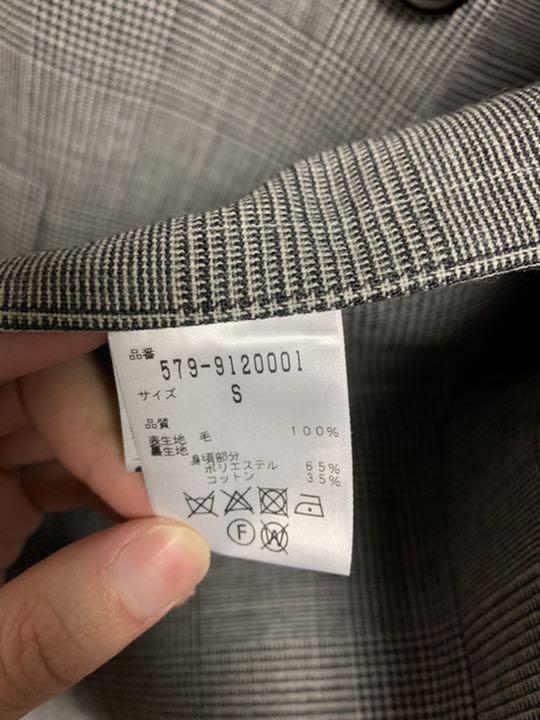 品番
579-9120001
サイズ S
品質
表生地 毛 100%
裏生地
身頃部分
ポリエステル 65%
コットン 35%
F W